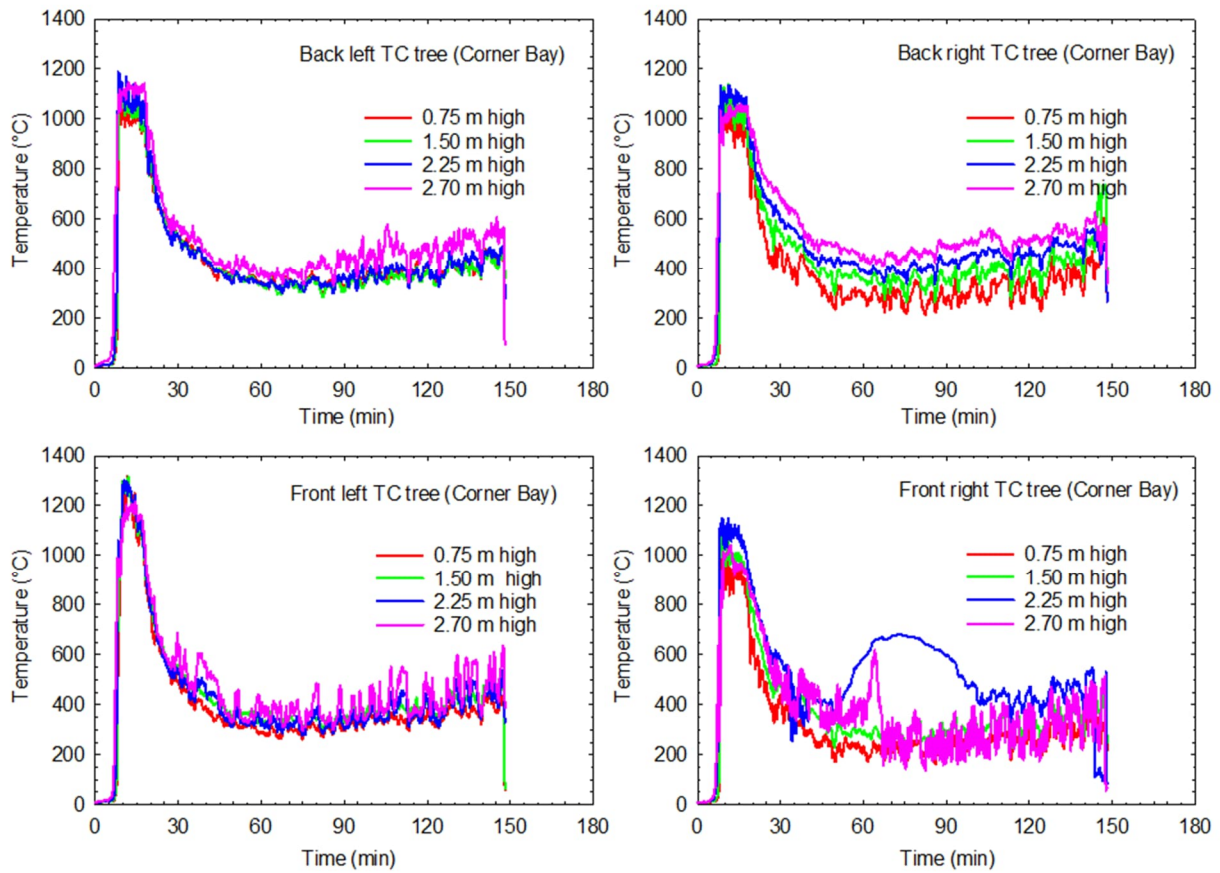 1400
1200
1000
800
600
400
200
0
Temperature (°C)
Back left TC tree (Corner Bay)
0.75 m high
1.50 m high
2.25 m high
2.70 m high
0 30 60 90 120 150 180
Time (min)
1400
1200
1000
800
600
400
200
0
Temperature (°C)
Back right TC tree (Corner Bay)
0.75 m high
1.50 m high
2.25 m high
2.70 m high
0 30 60 90 120 150 180
Time (min)
1400
1200
1000
800
600
400
200
0
Temperature (°C)
Front left TC tree (Corner Bay)
0.75 m high
1.50 m  high
2.25 m high
2.70 m high
0 30 60 90 120 150 180
Time (min)
1400
1200
1000
800
600
400
200
0
Temperature (°C)
Front right TC tree (Corner Bay)
0.75 m high
1.50 m high
2.25 m high
2.70 m high
0 30 60 90 120 150 180
Time (min)